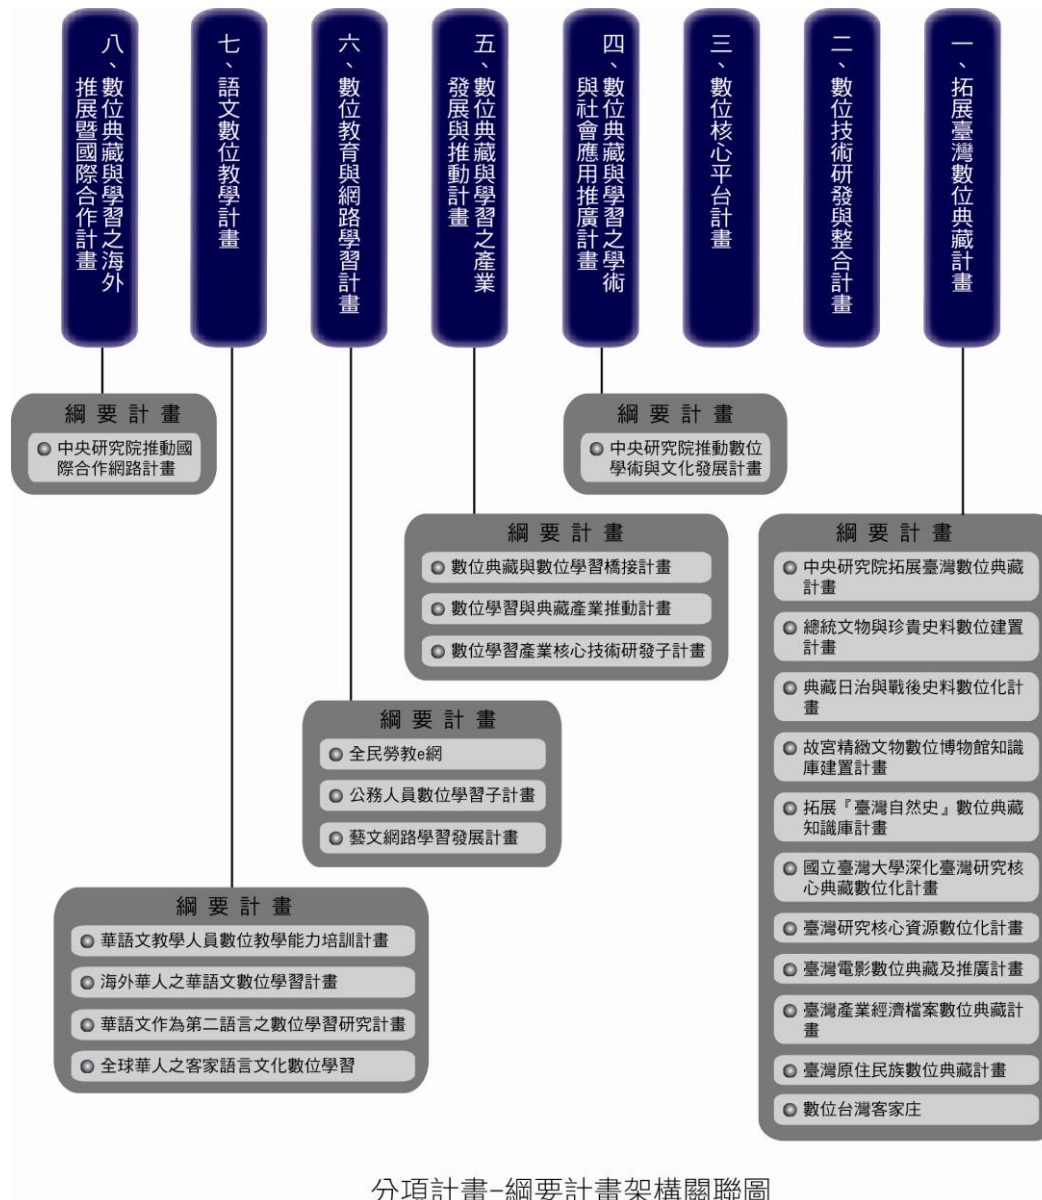 一、拓展臺灣數位典藏計畫
二、數位技術研發與整合計畫
三、數位核心平台計畫
四、數位典藏與學習之學術
與社會應用推廣計畫
五、數位典藏與學習之產業
發展與推動計畫
六、數位教育與網路學習計畫
七、語文數位教學計畫
八、數位典藏與學習之海外
推展暨國際合作計畫
綱要計畫
中央研究院拓展臺灣數位典藏
計畫
總統文物與珍貴史料數位建置
計畫
典藏日治與戰後史料數位化計
畫
故宮精緻文物數位博物館知識
庫建置計畫
拓展『臺灣自然史』數位典藏
知識庫計畫
國立臺灣大學深化臺灣研究核
心典藏數位化計畫
臺灣研究核心資源數位化計畫
臺灣電影數位典藏及推廣計畫
臺灣產業經濟檔案數位典藏計
畫
臺灣原住民族數位典藏計畫
數位台灣客家庄
綱要計畫
中央研究院推動數位
學術與文化發展計畫
綱要計畫
數位典藏與數位學習橋接計畫
數位學習與典藏產業推動計畫
數位學習產業核心技術研發子計畫
綱要計畫
全民勞教e網
公務人員數位學習子計畫
藝文網路學習發展計畫
綱要計畫
華語文教學人員數位教學能力培訓計畫
海外華人之華語文數位學習計畫
華語文作為第二語言之數位學習研究計畫
全球華人之客家語言文化數位學習
綱要計畫
中央研究院推動國
際合作網路計畫
分項計畫-綱要計畫架構關聯圖